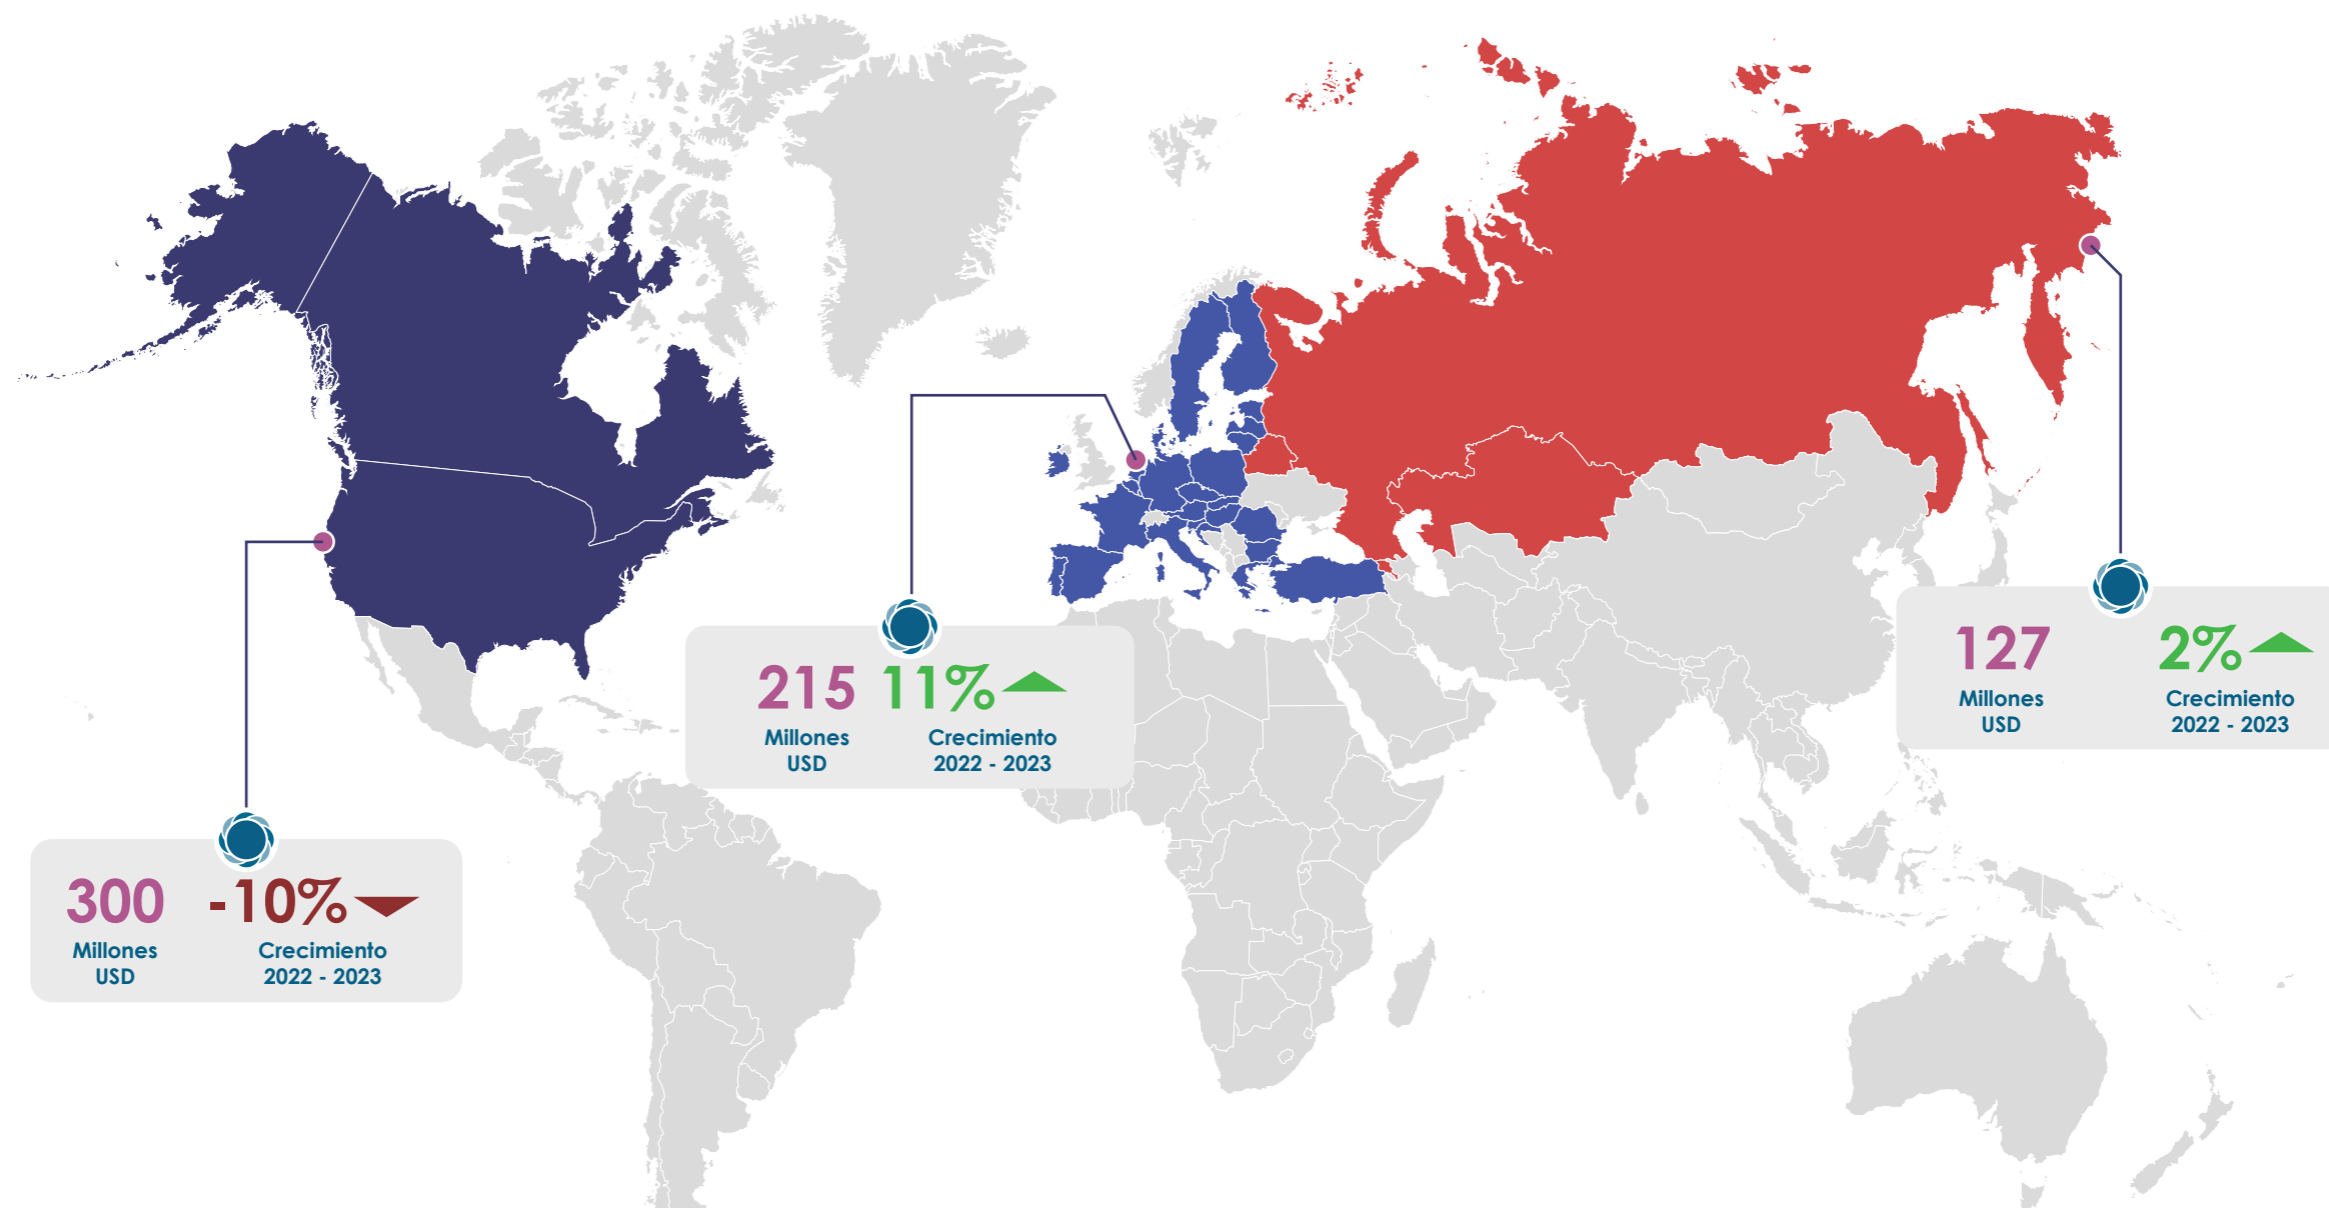 215 11%
Millones USD
Crecimiento 2022 - 2023
127 2%
Millones USD
Crecimiento 2022 - 2023
300 -10%
Millones USD
Crecimiento 2022 - 2023